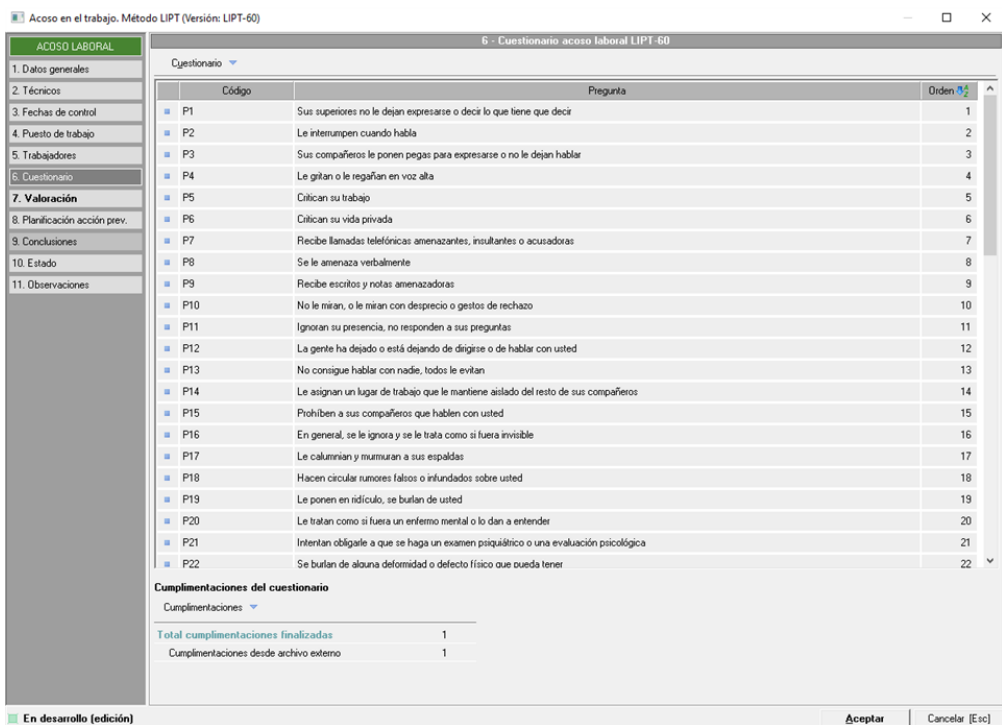 Acoso en el trabajo. Método LIPT (Versión: LIPT-60)
ACOSO LABORAL
1. Datos generales
2. Técnicos
3. Fechas de control
4. Puesto de trabajo
5. Trabajadores
6. Cuestionario
7. Valoración
8. Planificación acción prev.
9. Conclusiones
10. Estado
11. Observaciones
6 - Cuestionario acoso laboral LIPT-60
Cuestionario
Código Pregunta Orden
P1 Sus superiores no le dejan expresarse o decir lo que tiene que decir 1
P2 Le interrumpen cuando habla 2
P3 Sus compañeros le ponen pegas para expresarse o no le dejan hablar 3
P4 Le gritan o le regañan en voz alta 4
P5 Critican su trabajo 5
P6 Critican su vida privada 6
P7 Recibe llamadas telefónicas amenazantes, insultantes o acusadoras 7
P8 Se le amenaza verbalmente 8
P9 Recibe escritos y notas amenazadoras 9
P10 No le miran, o le miran con desprecio o gestos de rechazo 10
P11 Ignoran su presencia, no responden a sus preguntas 11
P12 La gente ha dejado o está dejando de dirigirse o de hablar con usted 12
P13 No consigue hablar con nadie, todos le evitan 13
P14 Le asignan un lugar de trabajo que le mantiene aislado del resto de sus compañeros 14
P15 Prohíben a sus compañeros que hablen con usted 15
P16 En general, se le ignora y se le trata como si fuera invisible 16
P17 Le calumnian y murmuran a sus espaldas 17
P18 Hacen circular rumores falsos o infundados sobre usted 18
P19 Le ponen en ridículo, se burlan de usted 19
P20 Le tratan como si fuera un enfermo mental o lo dan a entender 20
P21 Intentan obligarle a que se haga un examen psiquiátrico o una evaluación psicológica 21
P22 Se burlan de alguna deformidad o defecto físico que pueda tener 22
Cumplimentaciones del cuestionario
Cumplimentaciones
Total cumplimentaciones finalizadas 1
Cumplimentaciones desde archivo externo 1
En desarrollo (edición)
Aceptar
Cancelar [Esc]